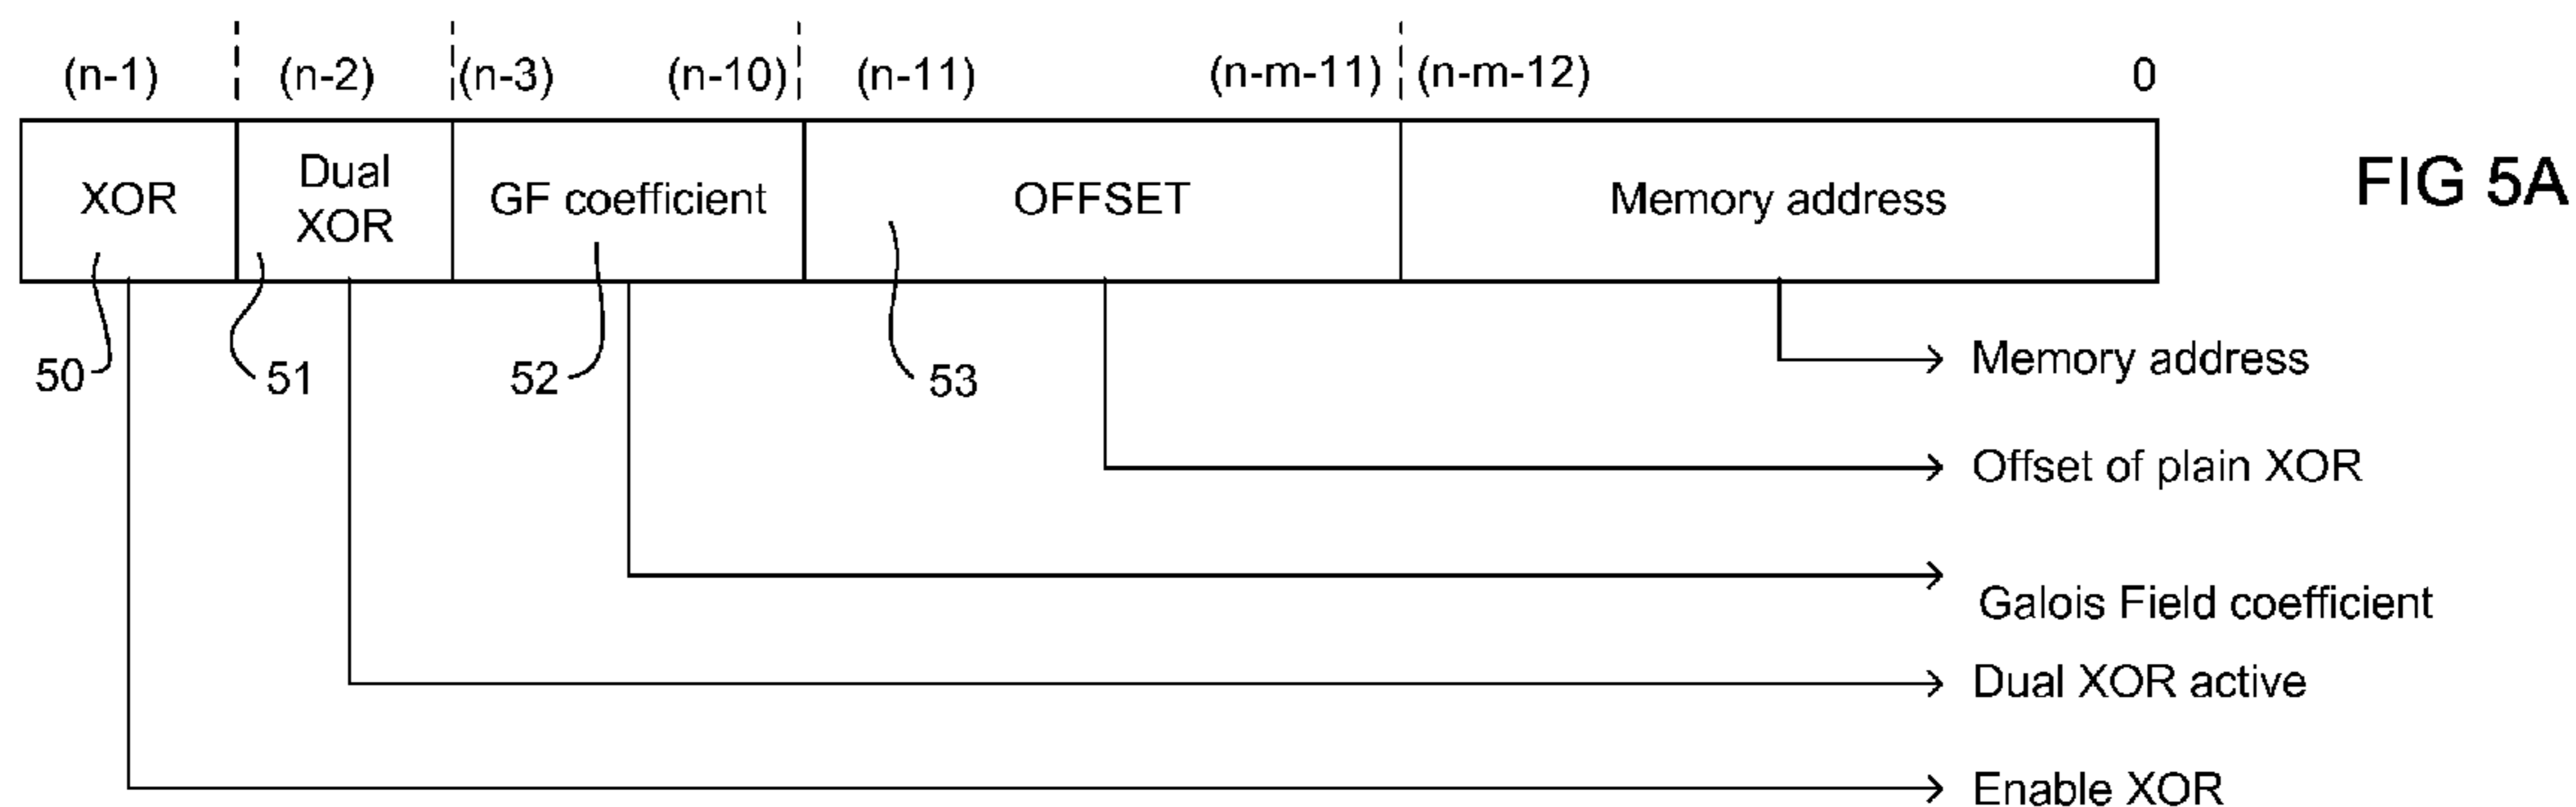 (n-1) (n-2) (n-3) (n-10) (n-11) (n-m-11) (n-m-12) 0
XOR
Dual
XOR
GF coefficient
OFFSET
Memory address
FIG 5A
50
51
52
53
Memory address
Offset of plain XOR
Galois Field coefficient
Dual XOR active
Enable XOR